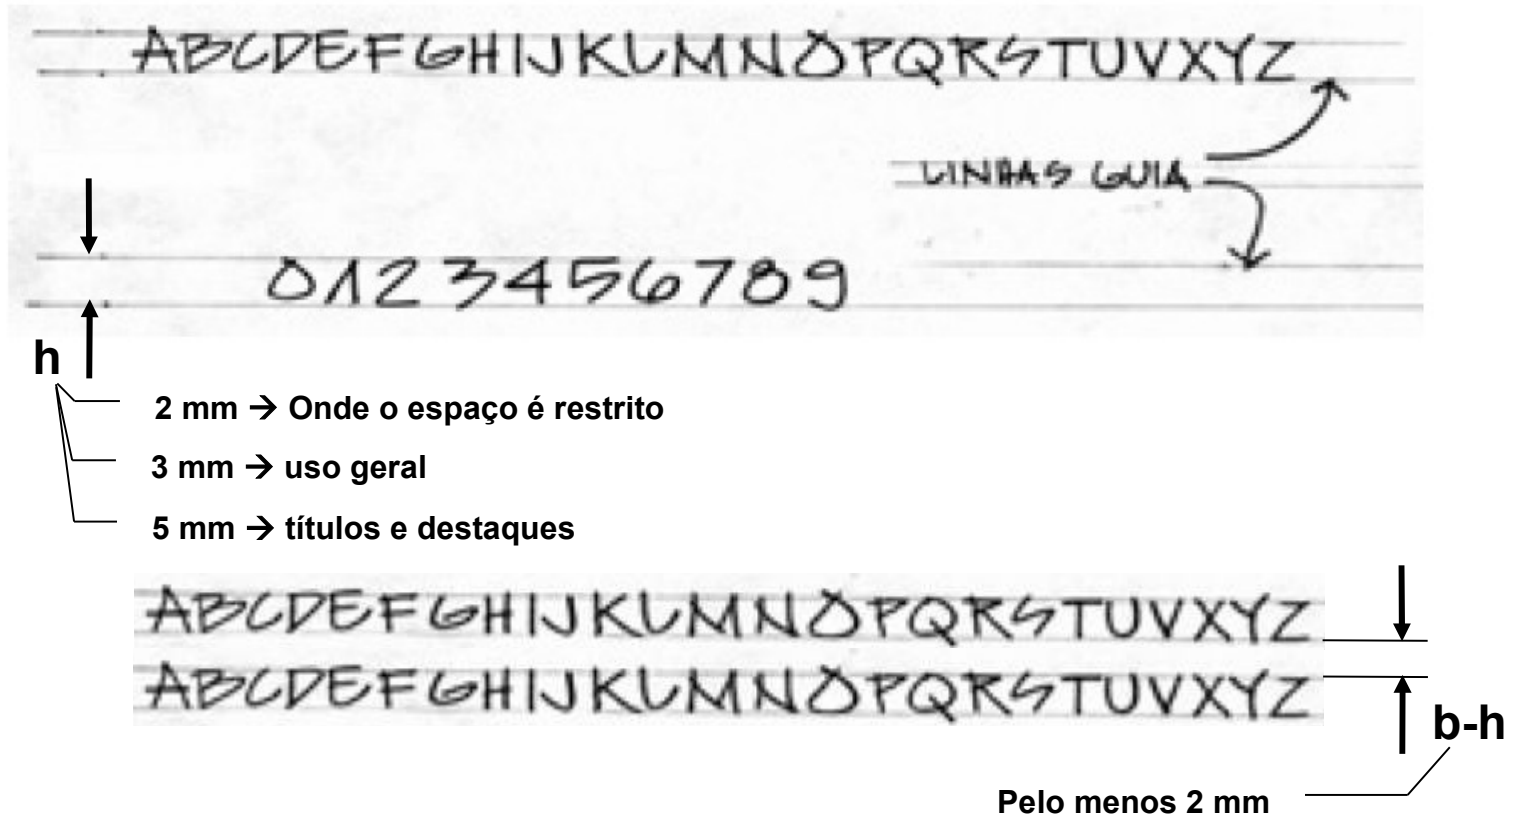 ABCDEFGHIJKLMNOPQRSTUVXYZ
LINHAS GUIA
0123456789
h
2 mm → Onde o espaço é restrito
3 mm → uso geral
5 mm → títulos e destaques
ABCDEFGHIJKLMNOPQRSTUVXYZ
ABCDEFGHIJKLMNOPQRSTUVXYZ
b-h
Pelo menos 2 mm